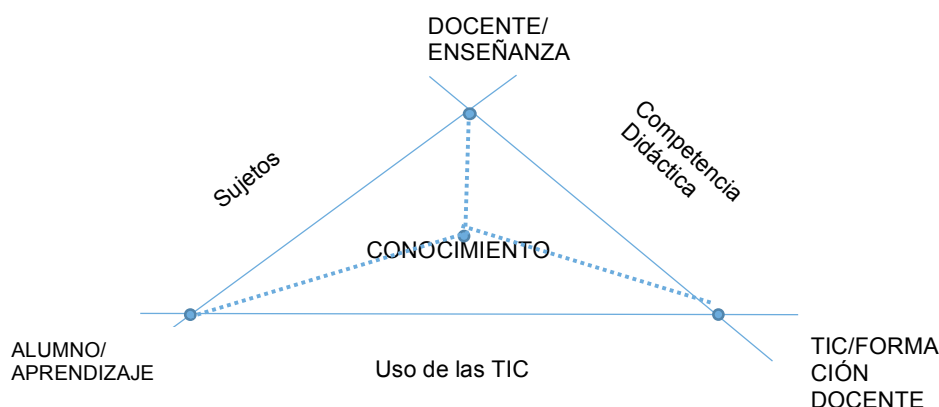 DOCENTE/
ENSEÑANZA
Sujetos
Competencia
Didáctica
CONOCIMIENTO
ALUMNO/
APRENDIZAJE
Uso de las TIC
TIC/FORMA
CIÓN
DOCENTE